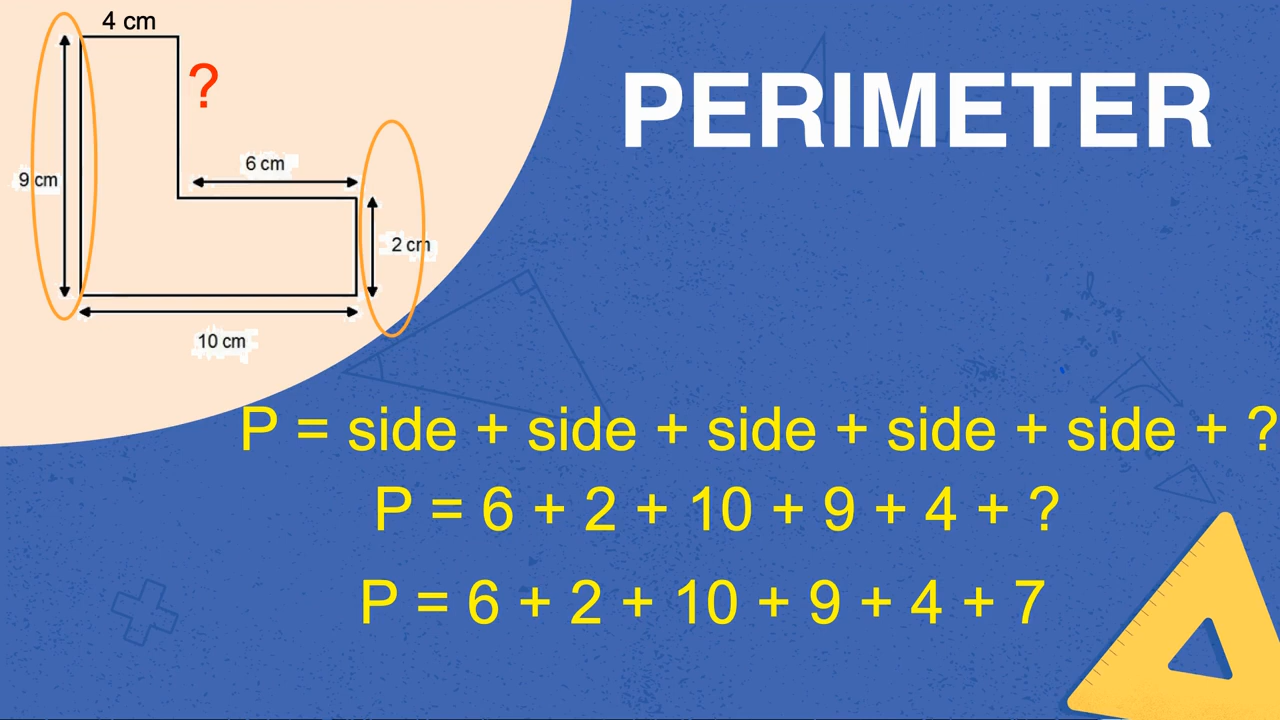 4 cm
?
PERIMETER
6 cm
9 cm
2 cm
10 cm
P = side + side + side + side + side + ?
P = 6 + 2 + 10 + 9 + 4 + ?
P = 6 + 2 + 10 + 9 + 4 + 7